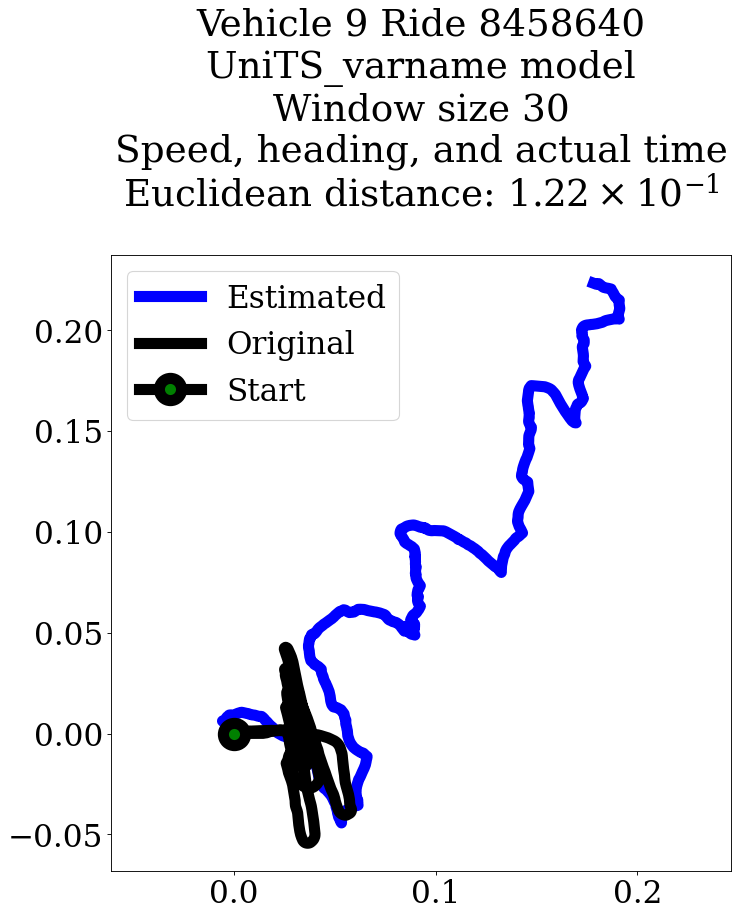 Vehicle 9 Ride 8458640
UniTS_varname model
Window size 30
Speed, heading, and actual time
Euclidean distance: 1.22 × 10⁻¹
Estimated
Original
Start
0.20
0.15
0.10
0.05
0.00
−0.05
0.0 0.1 0.2